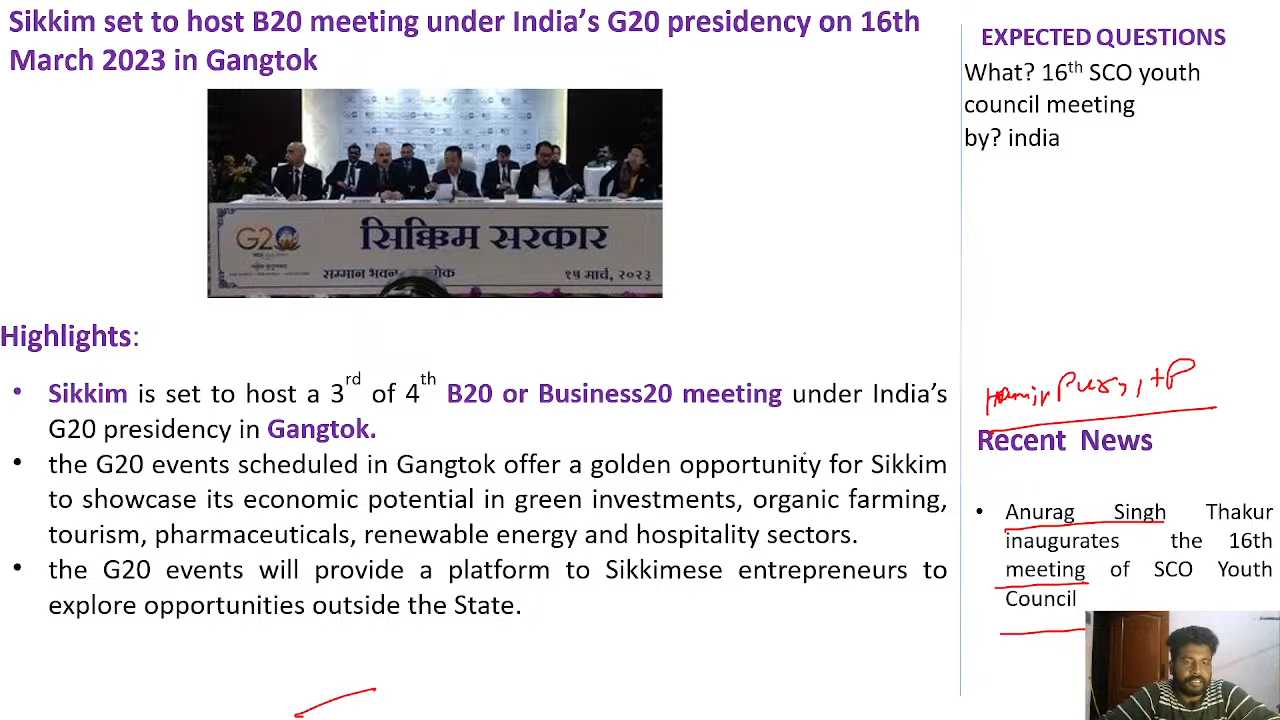 Sikkim set to host B20 meeting under India's G20 presidency on 16th
March 2023 in Gangtok
G20
सिक्किम सरकार
सम्मान भवन
१५ मार्च, २०२३
Highlights:
• Sikkim is set to host a 3rd of 4th B20 or Business20 meeting under India's
G20 presidency in Gangtok.
• the G20 events scheduled in Gangtok offer a golden opportunity for Sikkim
to showcase its economic potential in green investments, organic farming,
tourism, pharmaceuticals, renewable energy and hospitality sectors.
• the G20 events will provide a platform to Sikkimese entrepreneurs to
explore opportunities outside the State.
EXPECTED QUESTIONS
What? 16th SCO youth
council meeting
by? india
Recent News
• Anurag Singh Thakur
inaugurates the 16th
meeting of SCO Youth
Council